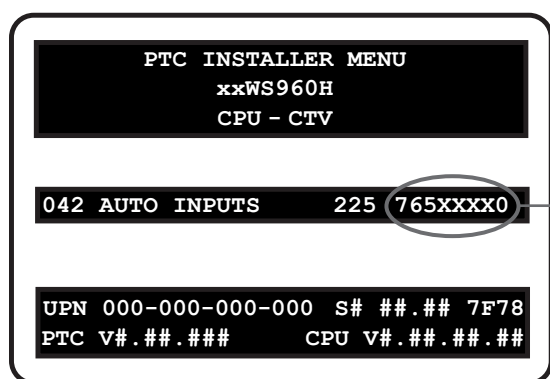 PTC INSTALLER MENU
xxWS960H
CPU – CTV
042 AUTO INPUTS 225 765XXXX0
UPN 000-000-000-000 S# ##.## 7F78
PTC V#.##.### CPU V#.##.##.##